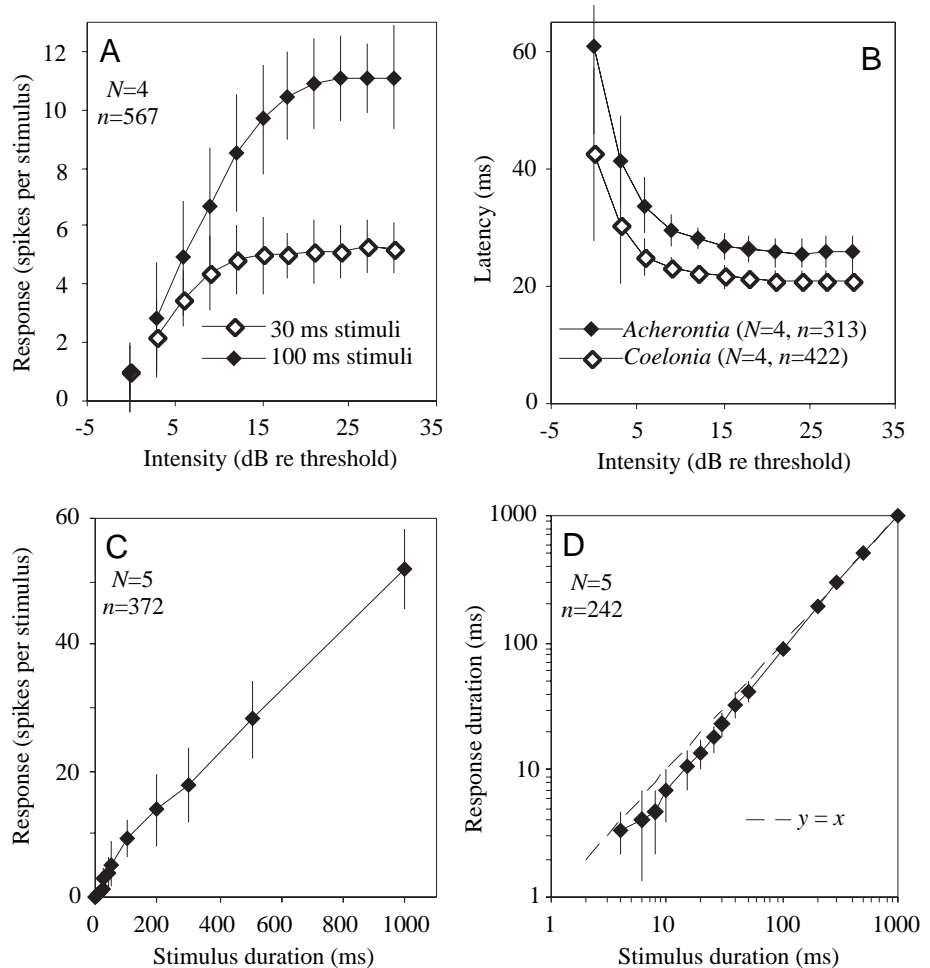 A
N=4
n=567
Response (spikes per stimulus)
12
10
8
6
4
2
0
30 ms stimuli
100 ms stimuli
-5
5
15
25
35
Intensity (dB re threshold)
B
Latency (ms)
60
40
20
0
Acherontia (N=4, n=313)
Coelonia (N=4, n=422)
-5
5
15
25
35
Intensity (dB re threshold)
C
N=5
n=372
Response (spikes per stimulus)
60
40
20
0
0
200
400
600
800
1000
Stimulus duration (ms)
D
N=5
n=242
Response duration (ms)
1000
100
10
1
y = x
1
10
100
1000
Stimulus duration (ms)